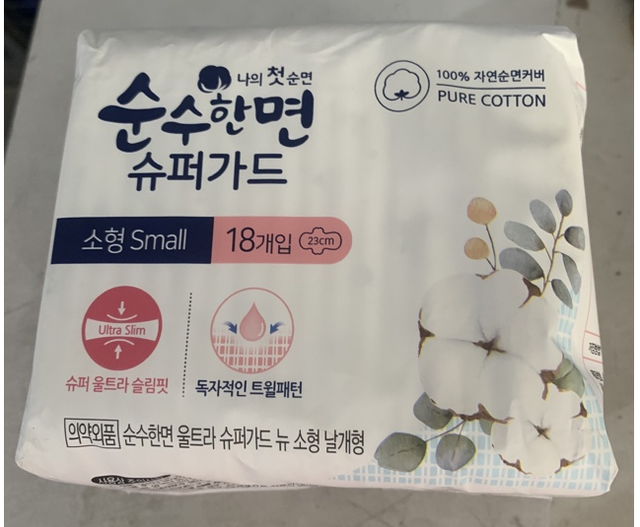 나의 첫 순면
순수한면
슈퍼가드
100% 자연순면커버
PURE COTTON
소형 Small
18개입 23cm
Ultra Slim
슈퍼 울트라 슬림핏
독자적인 트윌패턴
의약외품 순수한면 울트라 슈퍼가드 뉴 소형 날개형
사용상